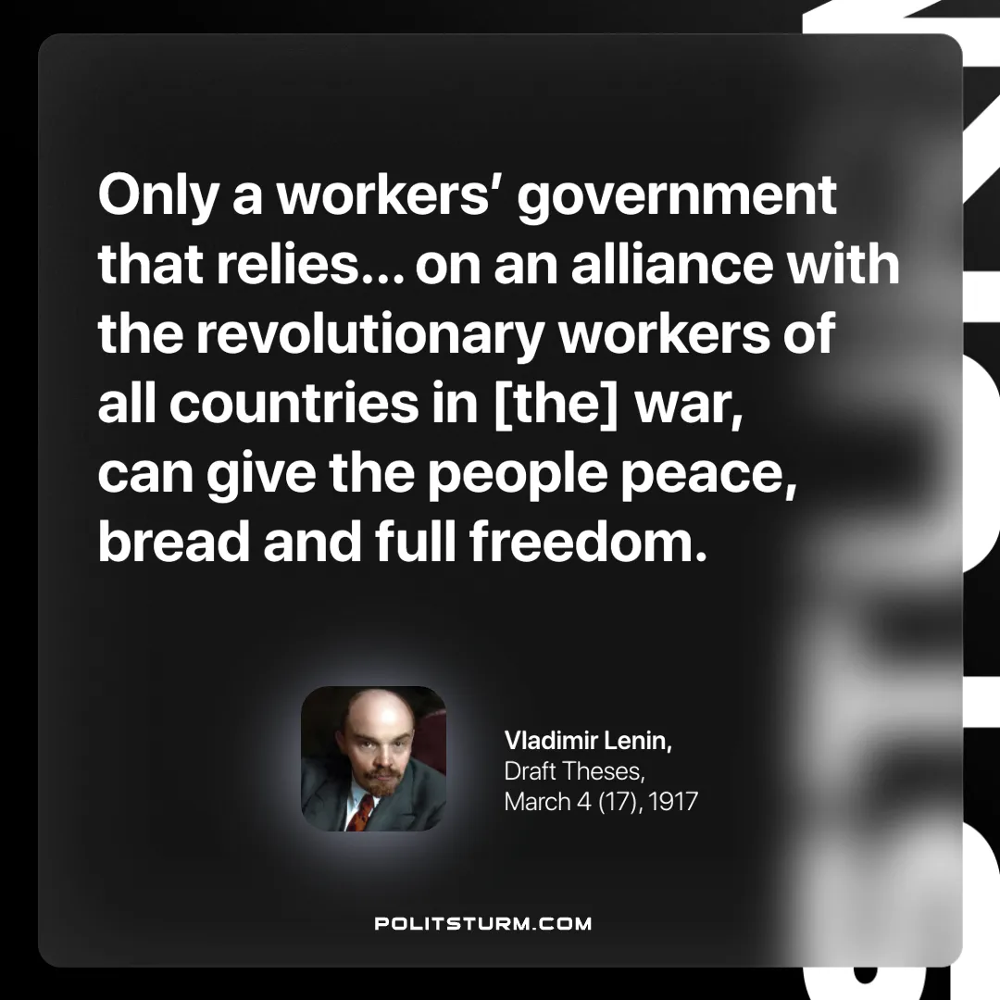 Only a workers’ government
that relies... on an alliance with
the revolutionary workers of
all countries in [the] war,
can give the people peace,
bread and full freedom.
Vladimir Lenin,
Draft Theses,
March 4 (17), 1917
POLITSTURM.COM